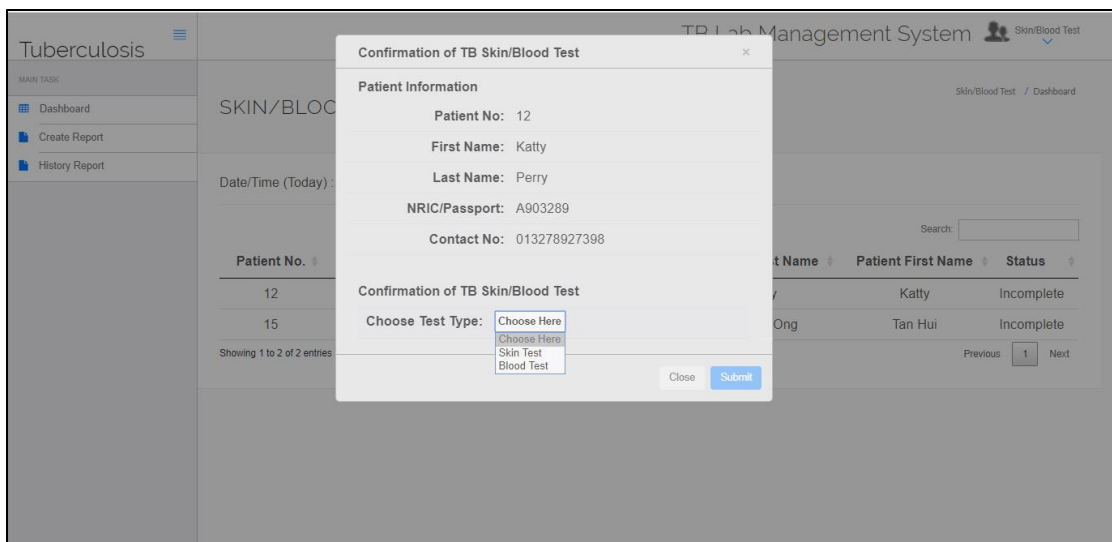 Tuberculosis
TB Lab Management System
Skin/Blood Test
MAIN TASK
Dashboard
Create Report
History Report
SKIN/BLOO
Skin/Blood Test / Dashboard
Date/Time (Today) :
Search:
Patient No.
t Name
Patient First Name
Status
12
y
Katty
Incomplete
15
Ong
Tan Hui
Incomplete
Showing 1 to 2 of 2 entries
Previous 1 Next
Confirmation of TB Skin/Blood Test ×
Patient Information
Patient No: 12
First Name: Katty
Last Name: Perry
NRIC/Passport: A903289
Contact No: 013278927398
Confirmation of TB Skin/Blood Test
Choose Test Type: Choose Here
Choose Here
Skin Test
Blood Test
Close Submit